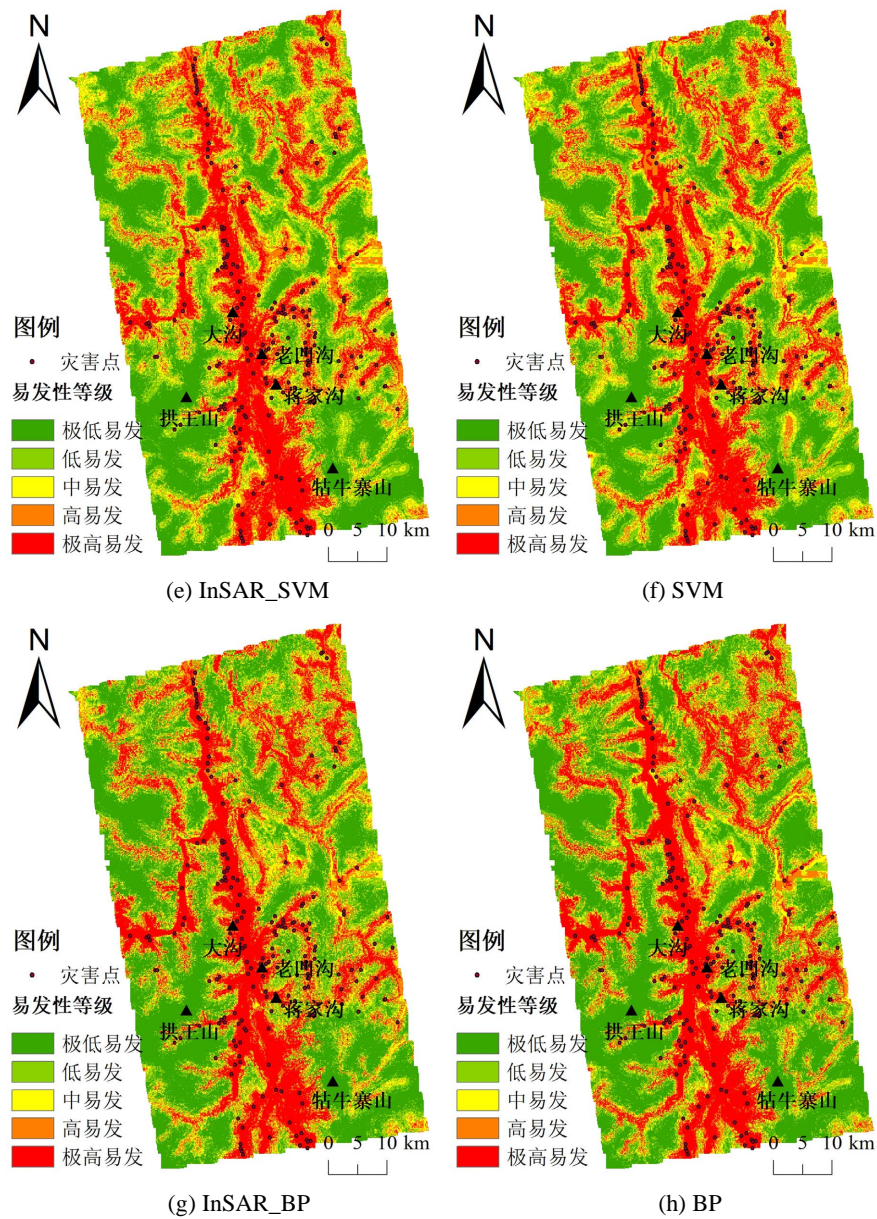 N
大沟
老凹沟
蒋家沟
拱王山
牯牛寨山
图例
灾害点
易发性等级
极低易发
低易发
中易发
高易发
极高易发
0 5 10 km
(e) InSAR_SVM
N
大沟
老凹沟
蒋家沟
拱王山
牯牛寨山
图例
灾害点
易发性等级
极低易发
低易发
中易发
高易发
极高易发
0 5 10 km
(f) SVM
N
大沟
老凹沟
蒋家沟
拱王山
牯牛寨山
图例
灾害点
易发性等级
极低易发
低易发
中易发
高易发
极高易发
0 5 10 km
(g) InSAR_BP
N
大沟
老凹沟
蒋家沟
拱王山
牯牛寨山
图例
灾害点
易发性等级
极低易发
低易发
中易发
高易发
极高易发
0 5 10 km
(h) BP